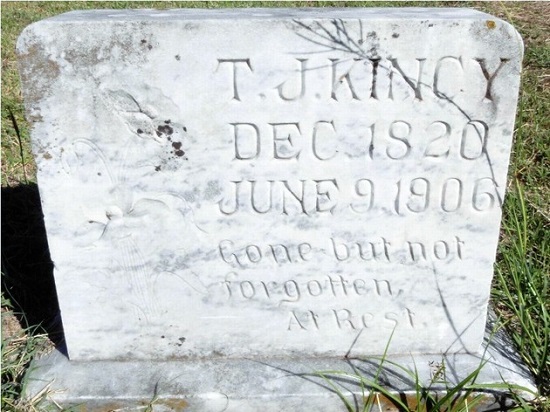 T. J. KINCY
DEC. 1820
JUNE 9. 1906
Gone but not
forgotten.
At Rest.